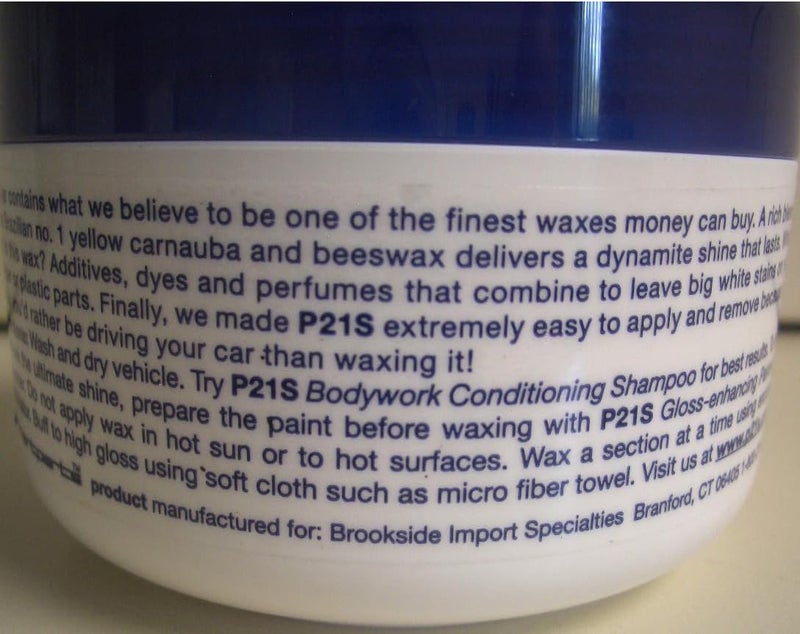 contains what we believe to be one of the finest waxes money can buy. A rich
Brazilian no. 1 yellow carnauba and beeswax delivers a dynamite shine that lasts.
this wax? Additives, dyes and perfumes that combine to leave big white stains
plastic parts. Finally, we made P21S extremely easy to apply and remove
rather be driving your car than waxing it!
Wash and dry vehicle. Try P21S Bodywork Conditioning Shampoo for best results.
ultimate shine, prepare the paint before waxing with P21S Gloss-enhancing
Do not apply wax in hot sun or to hot surfaces. Wax a section at a time using
Buff to high gloss using soft cloth such as micro fiber towel. Visit us at
product manufactured for: Brookside Import Specialties Branford, CT 06405